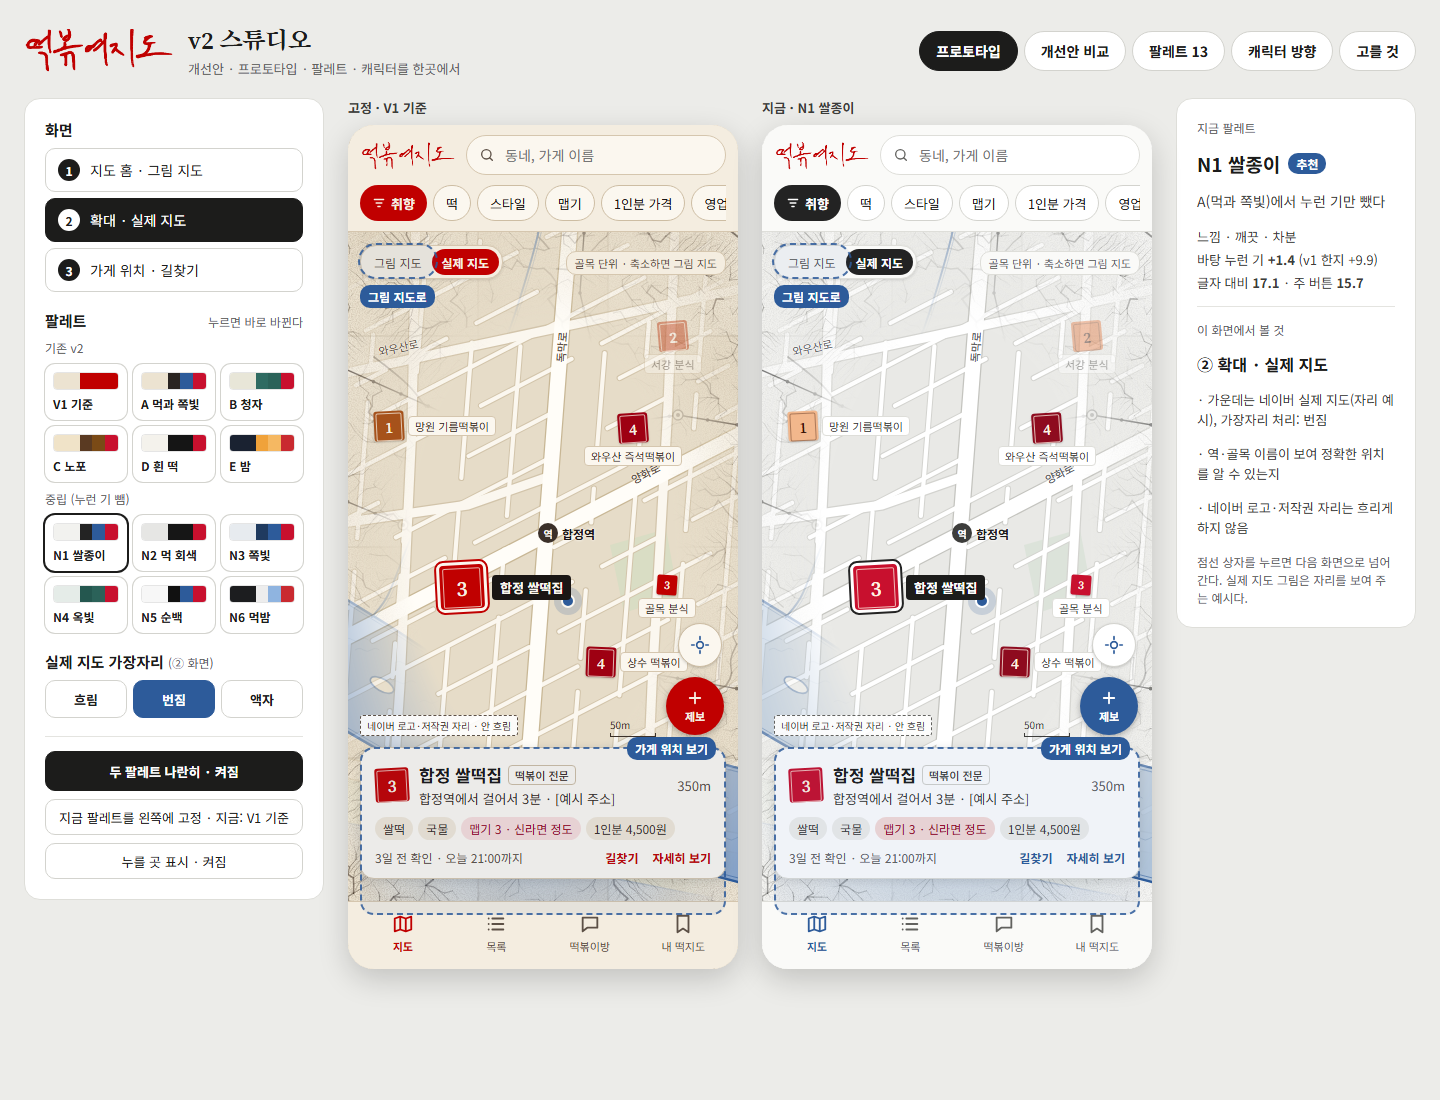 떡볶여지도
v2 스튜디오
개선안 · 프로토타입 · 팔레트 · 캐릭터를 한곳에서
프로토타입
개선안 비교
팔레트 13
캐릭터 방향
고를 것
화면
1 지도 홈 · 그림 지도
2 확대 · 실제 지도
3 가게 위치 · 길찾기
팔레트
누르면 바로 바뀐다
기존 v2
V1 기준
A 먹과 쪽빛
B 청자
C 노포
D 흰 떡
E 밤
중립 (누런 기 뺌)
N1 쌀종이
N2 먹 회색
N3 쪽빛
N4 옥빛
N5 순백
N6 먹밤
실제 지도 가장자리 (② 화면)
흐림
번짐
액자
두 팔레트 나란히 · 켜짐
지금 팔레트를 왼쪽에 고정 · 지금: V1 기준
누를 곳 표시 · 켜짐
고정 · V1 기준
떡볶여지도
동네, 가게 이름
취향
떡
스타일
맵기
1인분 가격
영업
그림 지도
실제 지도
골목 단위 · 축소하면 그림 지도
그림 지도로
와우산로
독막로
2
서강 분식
1
망원 기름떡볶이
4
와우산 즉석떡볶이
양화로
역 합정역
3
합정 쌀떡집
3
골목 분식
4
상수 떡볶이
제보
네이버 로고·저작권 자리 · 안 흐림
50m
가게 위치 보기
3
합정 쌀떡집
떡볶이 전문
350m
합정역에서 걸어서 3분 · [예시 주소]
쌀떡
국물
맵기 3 · 신라면 정도
1인분 4,500원
3일 전 확인 · 오늘 21:00까지
길찾기
자세히 보기
지도
목록
떡볶이방
내 떡지도
지금 · N1 쌀종이
떡볶여지도
동네, 가게 이름
취향
떡
스타일
맵기
1인분 가격
영업
그림 지도
실제 지도
골목 단위 · 축소하면 그림 지도
그림 지도로
와우산로
독막로
2
서강 분식
1
망원 기름떡볶이
4
와우산 즉석떡볶이
양화로
역 합정역
3
합정 쌀떡집
3
골목 분식
4
상수 떡볶이
제보
네이버 로고·저작권 자리 · 안 흐림
50m
가게 위치 보기
3
합정 쌀떡집
떡볶이 전문
350m
합정역에서 걸어서 3분 · [예시 주소]
쌀떡
국물
맵기 3 · 신라면 정도
1인분 4,500원
3일 전 확인 · 오늘 21:00까지
길찾기
자세히 보기
지도
목록
떡볶이방
내 떡지도
지금 팔레트
N1 쌀종이
추천
A(먹과 쪽빛)에서 누런 기만 뺐다
느낌 · 깨끗 · 차분
바탕 누런 기 +1.4 (v1 한지 +9.9)
글자 대비 17.1 · 주 버튼 15.7
이 화면에서 볼 것
② 확대 · 실제 지도
· 가운데는 네이버 실제 지도(자리 예
시), 가장자리 처리: 번짐
· 역·골목 이름이 보여 정확한 위치
를 알 수 있는지
· 네이버 로고·저작권 자리는 흐리게
하지 않음
점선 상자를 누르면 다음 화면으로 넘어
간다. 실제 지도 그림은 자리를 보여 주
는 예시다.